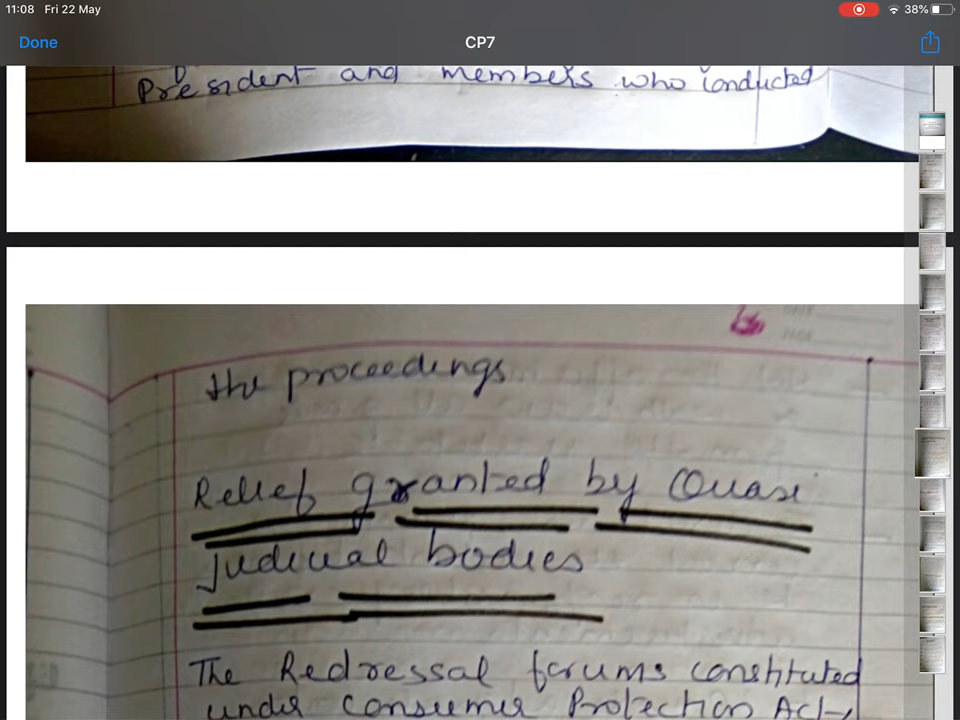 11:08 Fri 22 May
38%
Done
CP7
President and members who conducted
6
the proceedings
Relief granted by Quasi
judicial bodies
The Redressal forums constituted
under consumer Protection Act